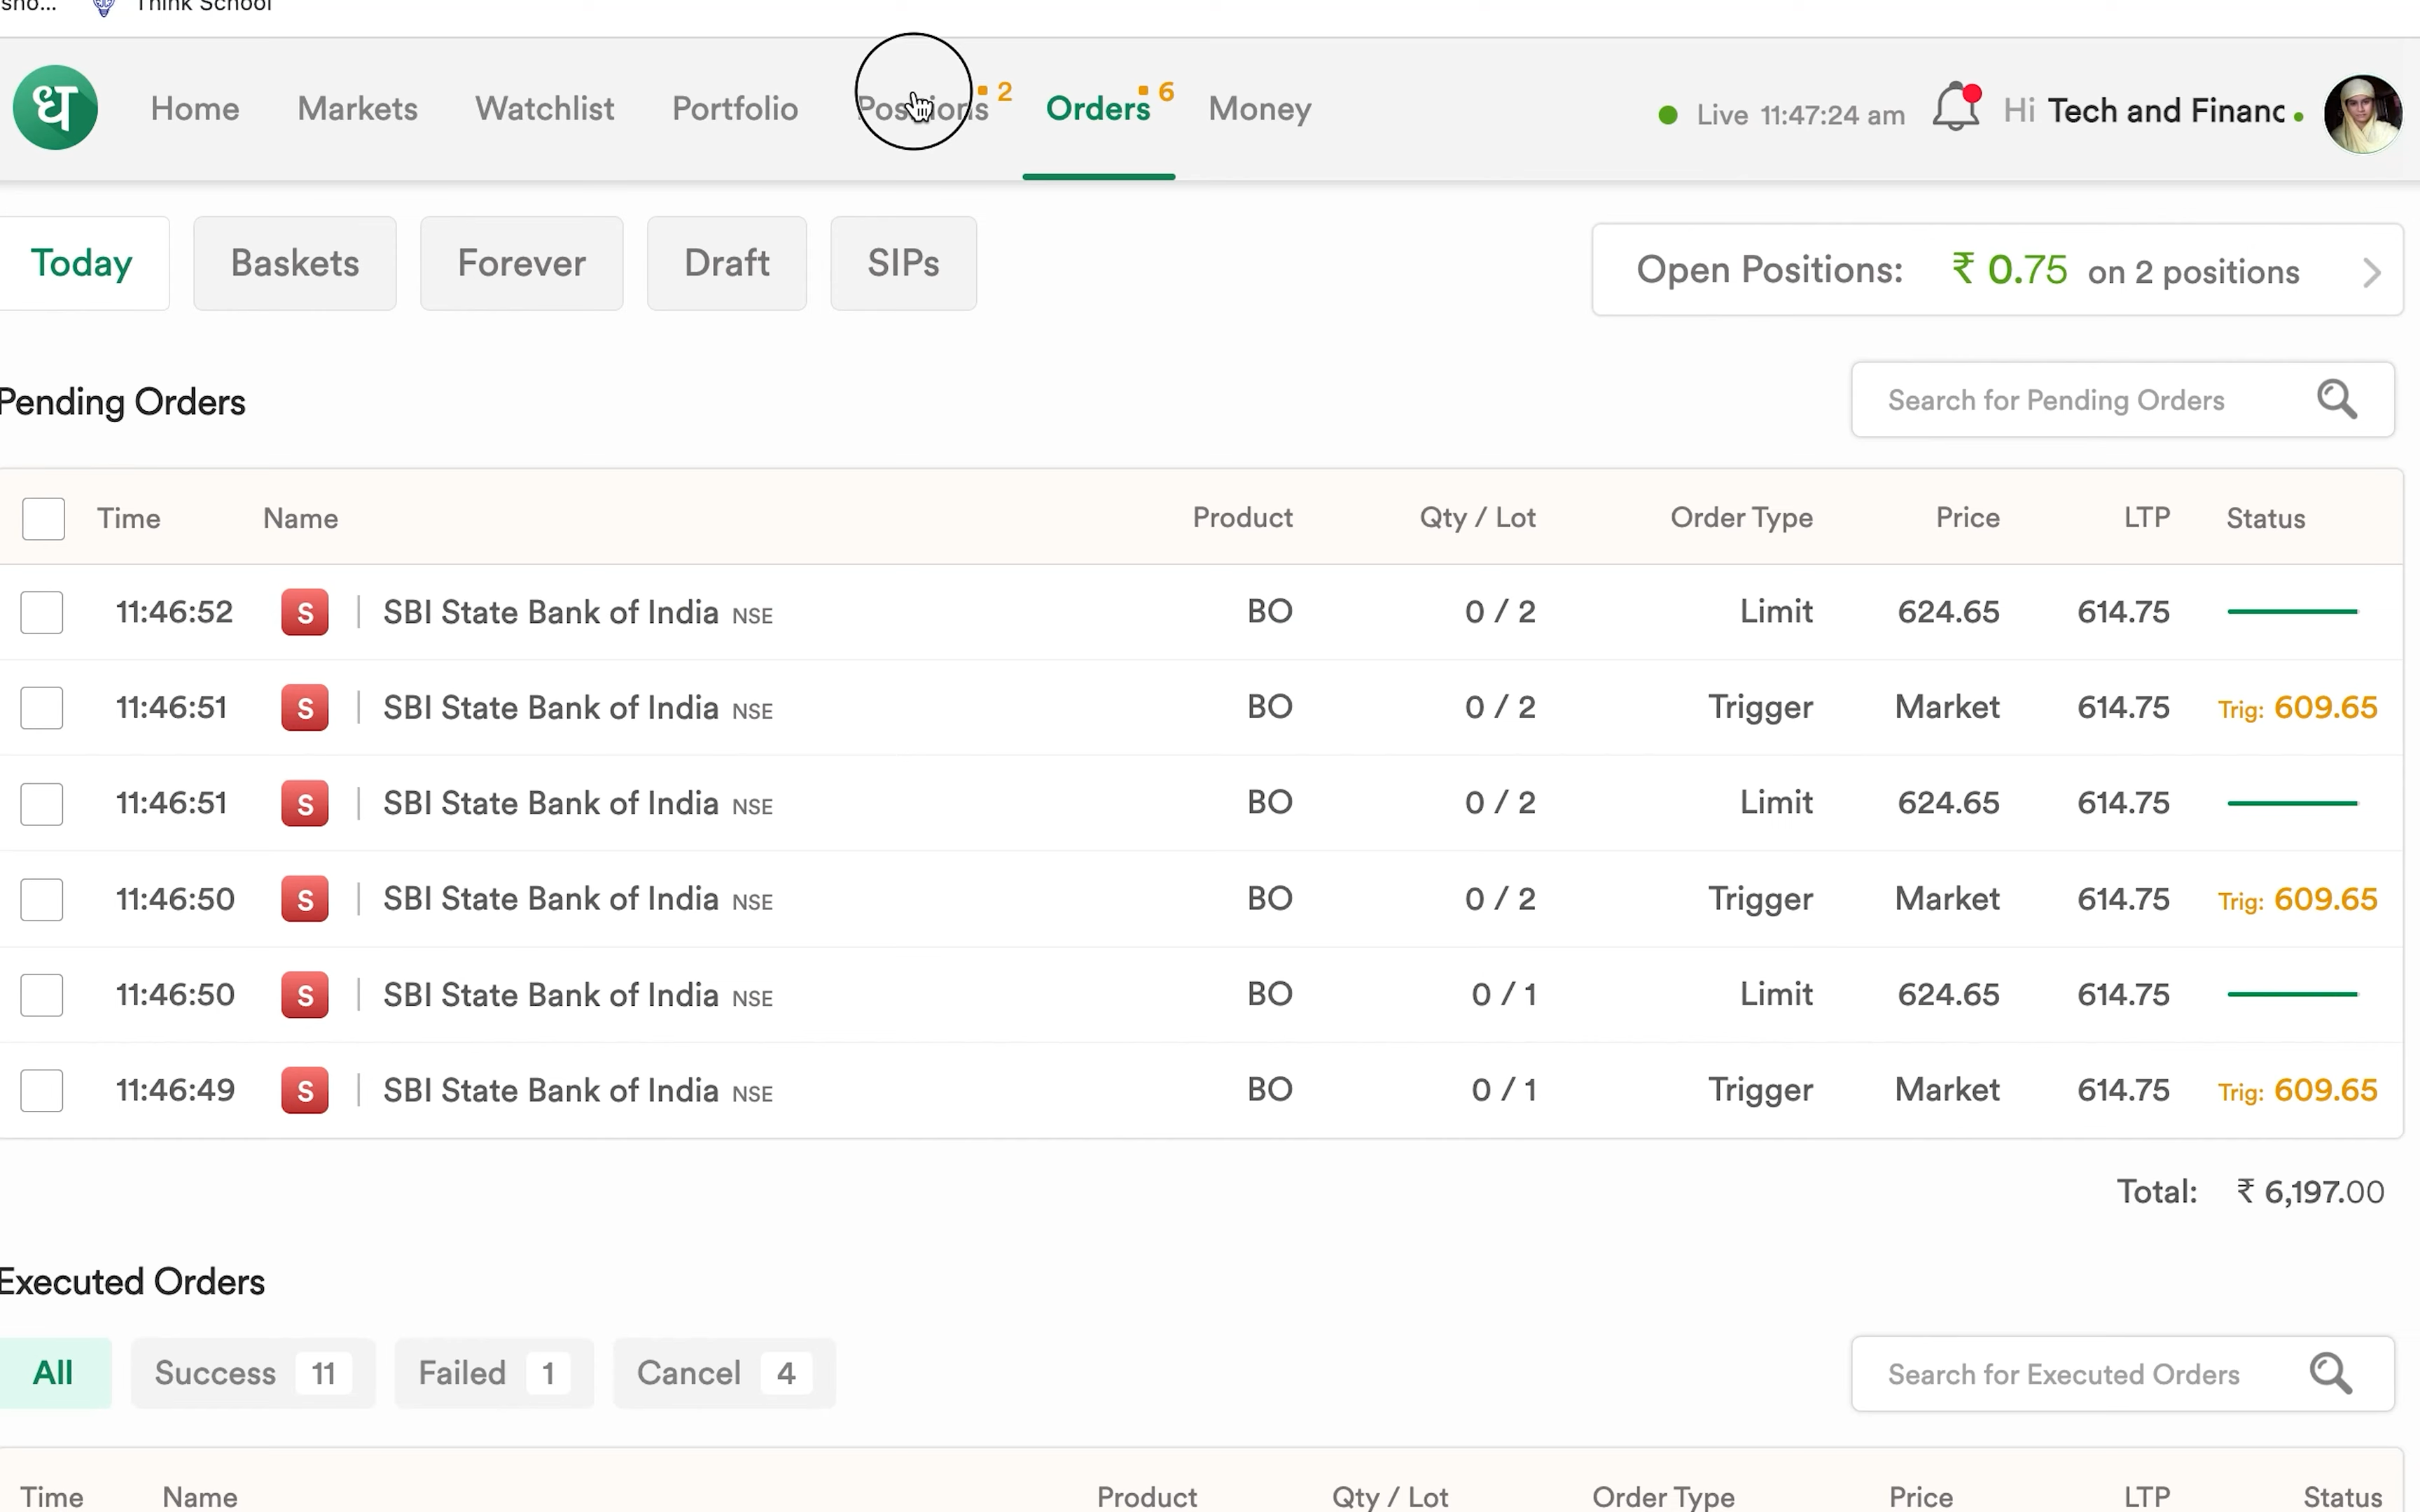 Think School
ध Home Markets Watchlist Portfolio Positions 2 Orders 6 Money Live 11:47:24 am Hi Tech and Financ
Today Baskets Forever Draft SIPs Open Positions: ₹ 0.75 on 2 positions
Pending Orders Search for Pending Orders
Time Name Product Qty / Lot Order Type Price LTP Status
11:46:52 S SBI State Bank of India NSE BO 0 / 2 Limit 624.65 614.75
11:46:51 S SBI State Bank of India NSE BO 0 / 2 Trigger Market 614.75 Trig: 609.65
11:46:51 S SBI State Bank of India NSE BO 0 / 2 Limit 624.65 614.75
11:46:50 S SBI State Bank of India NSE BO 0 / 2 Trigger Market 614.75 Trig: 609.65
11:46:50 S SBI State Bank of India NSE BO 0 / 1 Limit 624.65 614.75
11:46:49 S SBI State Bank of India NSE BO 0 / 1 Trigger Market 614.75 Trig: 609.65
Total: ₹ 6,197.00
Executed Orders
All Success 11 Failed 1 Cancel 4 Search for Executed Orders
Time Name Product Qty / Lot Order Type Price LTP Status